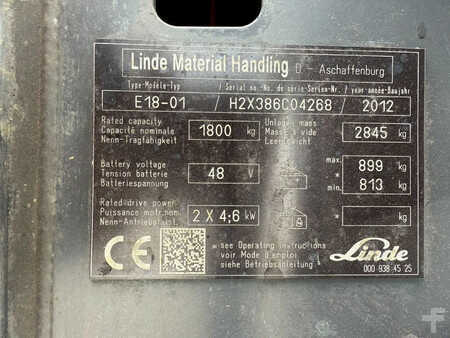 Linde Material Handling D - Aschaffenburg
Type-Modèle-Typ / Serial no.-No. de série-Serien-Nr. / year-année-Baujahr
E18-01 / H2X386C04268 / 2012
Rated capacity
Capacité nominale
Nenn-Tragfähigkeit
1800 kg
Unladen mass
Masse à vide
Leergewicht
2845 kg
Battery voltage
Tension batterie
Batteriespannung
48 V
max. 899 kg
* min. 813 kg
Rated drive power
Puissance motr.nom.
Nenn-Antriebsleist.
2 X 4,6 kW
* kg
CE
* see Operating Instructions
voir Mode d'emploi
siehe Betriebsanleitung
Linde
000 938 45 25